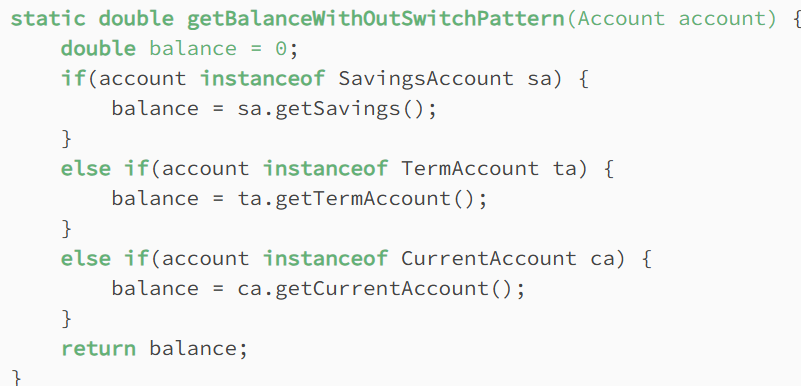 static double getBalanceWithOutSwitchPattern(Account account) {
    double balance = 0;
    if(account instanceof SavingsAccount sa) {
        balance = sa.getSavings();
    }
    else if(account instanceof TermAccount ta) {
        balance = ta.getTermAccount();
    }
    else if(account instanceof CurrentAccount ca) {
        balance = ca.getCurrentAccount();
    }
    return balance;
}